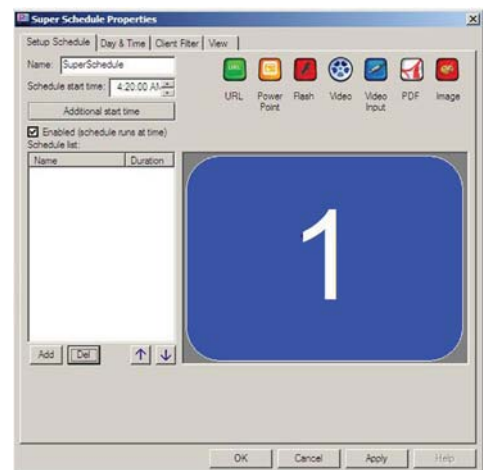 Super Schedule Properties
Setup Schedule Day & Time Client Filter View
Name: SuperSchedule
Schedule start time: 4:20:00 AM
Additional start time
Enabled (schedule runs at time)
Schedule list:
Name Duration
URL Power Point Flash Video Video Input PDF Image
1
Add Del
OK Cancel Apply Help